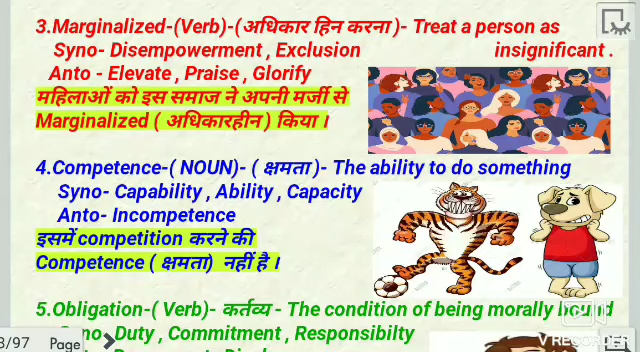 3.Marginalized-(Verb)-(अधिकार हिन करना )- Treat a person as
Syno- Disempowerment , Exclusion insignificant .
Anto - Elevate , Praise , Glorify
महिलाओं को इस समाज ने अपनी मर्जी से
Marginalized ( अधिकारहीन ) किया ।
4.Competence-( NOUN)- ( क्षमता )- The ability to do something
Syno- Capability , Ability , Capacity
Anto- Incompetence
इसमें competition करने की
Competence ( क्षमता) नहीं है ।
5.Obligation-( Verb)- कर्तव्य - The condition of being morally bound
Syno- Duty , Commitment , Responsibilty
/97 Page
V RECORDER